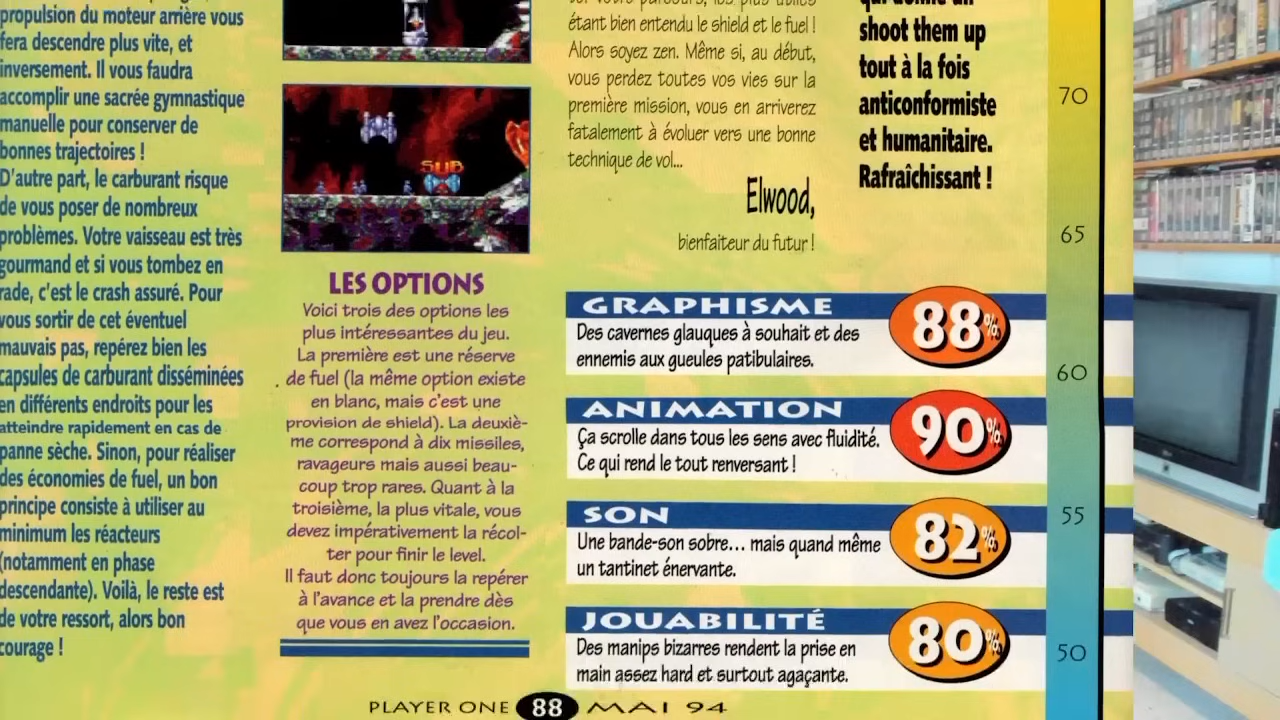 propulsion du moteur arrière vous
fera descendre plus vite, et
inversement. Il vous faudra
accomplir une sacrée gymnastique
manuelle pour conserver de
bonnes trajectoires !
D'autre part, le carburant risque
de vous poser de nombreux
problèmes. Votre vaisseau est très
gourmand et si vous tombez en
rade, c'est le crash assuré. Pour
vous sortir de cet éventuel
mauvais pas, repérez bien les
capsules de carburant disséminées
en différents endroits pour les
atteindre rapidement en cas de
panne sèche. Sinon, pour réaliser
des économies de fuel, un bon
principe consiste à utiliser au
minimum les réacteurs
(notamment en phase
descendante). Voilà, le reste est
de votre ressort, alors bon
courage !
SUB
LES OPTIONS
Voici trois des options les
plus intéressantes du jeu.
La première est une réserve
de fuel (la même option existe
en blanc, mais c'est une
provision de shield). La deuxiè-
me correspond à dix missiles,
ravageurs mais aussi beau-
coup trop rares. Quant à la
troisième, la plus vitale, vous
devez impérativement la récol-
ter pour finir le level.
Il faut donc toujours la repérer
à l'avance et la prendre dès
que vous en avez l'occasion.
votre parcours, les plus utiles
étant bien entendu le shield et le fuel !
Alors soyez zen. Même si, au début,
vous perdez toutes vos vies sur la
première mission, vous en arriverez
fatalement à évoluer vers une bonne
technique de vol...
Elwood,
bienfaiteur du futur !
qui donne un
shoot them up
tout à la fois
anticonformiste
et humanitaire.
Rafraîchissant !
GRAPHISME
Des cavernes glauques à souhait et des
ennemis aux gueules patibulaires.
88%
ANIMATION
Ça scrolle dans tous les sens avec fluidité.
Ce qui rend le tout renversant !
90%
SON
Une bande-son sobre... mais quand même
un tantinet énervante.
82%
JOUABILITÉ
Des manips bizarres rendent la prise en
main assez hard et surtout agaçante.
80%
70
65
60
55
50
PLAYER ONE 88 MAI 94